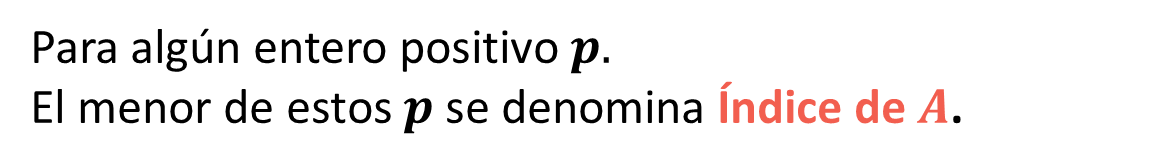 Para algún entero positivo p.
El menor de estos p se denomina Índice de A.